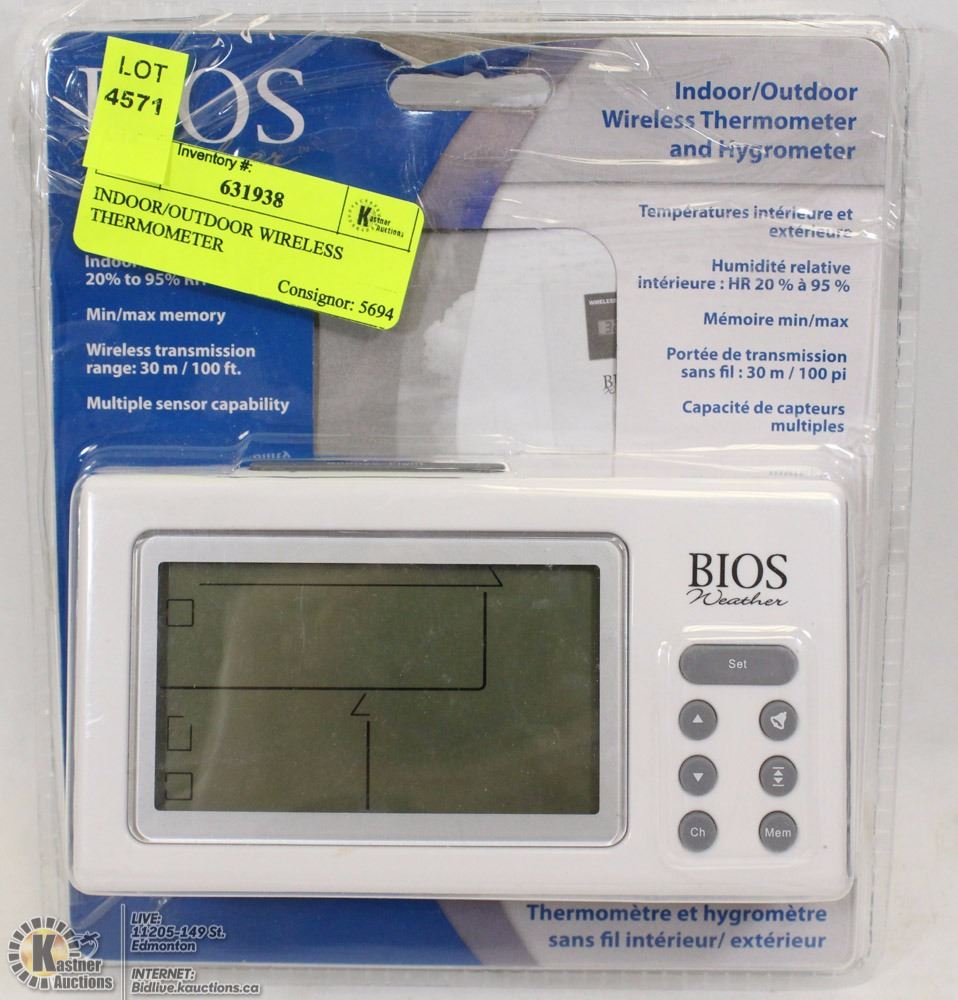 BIOS
LOT
4571
Inventory #:
631938
Kastner
Auctions
INDOOR/OUTDOOR WIRELESS
THERMOMETER
Consignor: 5694
Indoor/Outdoor
Wireless Thermometer
and Hygrometer
20% to 95%
Min/max memory
Wireless transmission
range: 30 m / 100 ft.
Multiple sensor capability
Températures intérieure et
extérieure
Humidité relative
intérieure : HR 20 % à 95 %
Mémoire min/max
Portée de transmission
sans fil : 30 m / 100 pi
Capacité de capteurs
multiples
WIRELESS
BIOS
Weather
Set
Ch
Mem
Thermomètre et hygromètre
sans fil intérieur/ extérieur
Kastner
Auctions
LIVE:
11205-149 St.
Edmonton
INTERNET:
Bidlive.kauctions.ca